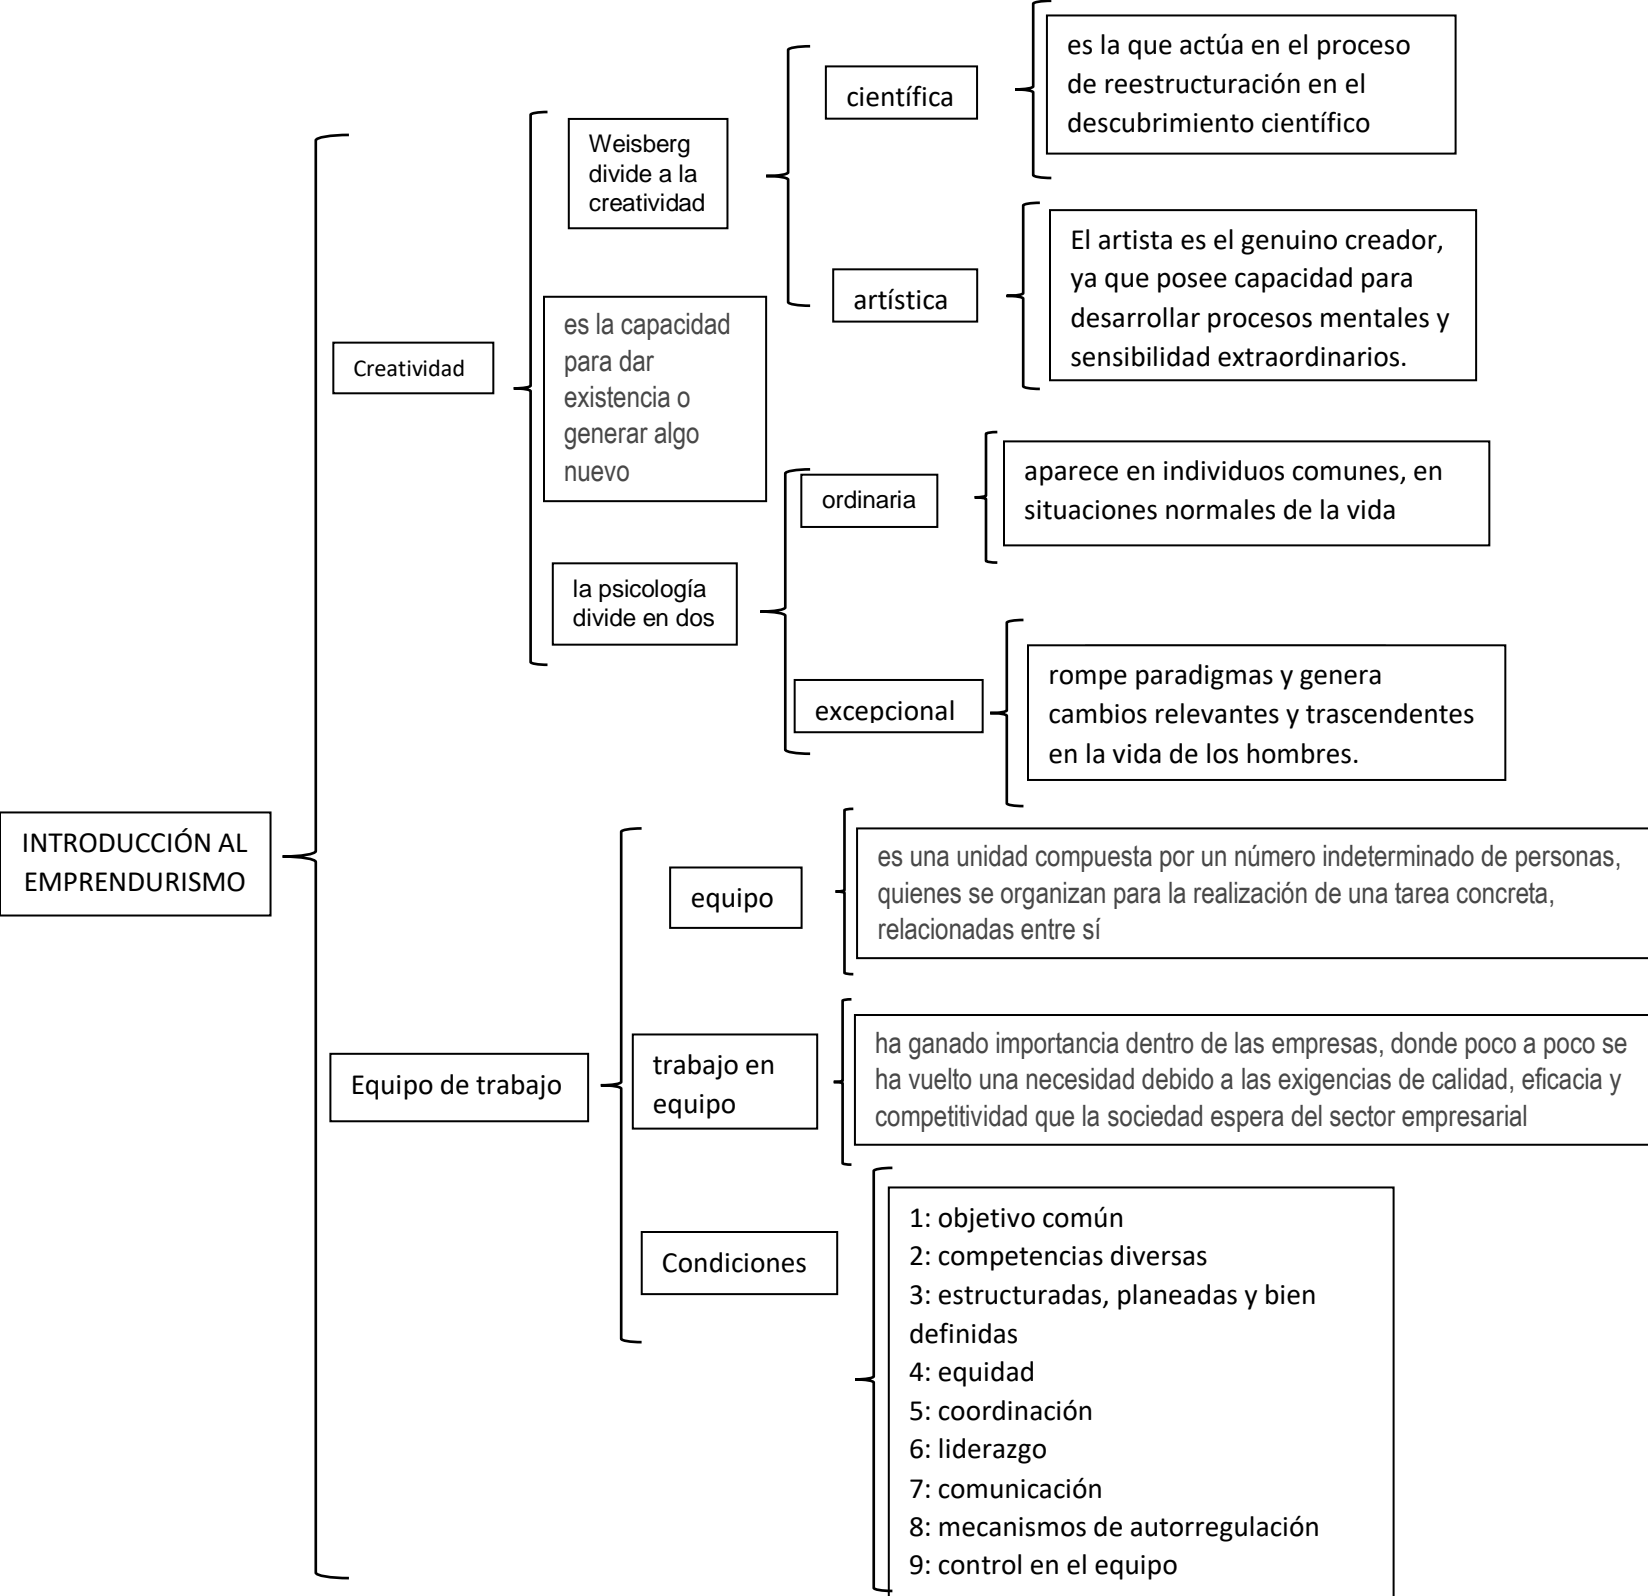 INTRODUCCIÓN AL
EMPRENDURISMO
Creatividad
Weisberg
divide a la
creatividad
científica
es la que actúa en el proceso
de reestructuración en el
descubrimiento científico
artística
El artista es el genuino creador,
ya que posee capacidad para
desarrollar procesos mentales y
sensibilidad extraordinarios.
es la capacidad
para dar
existencia o
generar algo
nuevo
la psicología
divide en dos
ordinaria
aparece en individuos comunes, en
situaciones normales de la vida
excepcional
rompe paradigmas y genera
cambios relevantes y trascendentes
en la vida de los hombres.
Equipo de trabajo
equipo
es una unidad compuesta por un número indeterminado de personas,
quienes se organizan para la realización de una tarea concreta,
relacionadas entre sí
trabajo en
equipo
ha ganado importancia dentro de las empresas, donde poco a poco se
ha vuelto una necesidad debido a las exigencias de calidad, eficacia y
competitividad que la sociedad espera del sector empresarial
Condiciones
1: objetivo común
2: competencias diversas
3: estructuradas, planeadas y bien
definidas
4: equidad
5: coordinación
6: liderazgo
7: comunicación
8: mecanismos de autorregulación
9: control en el equipo